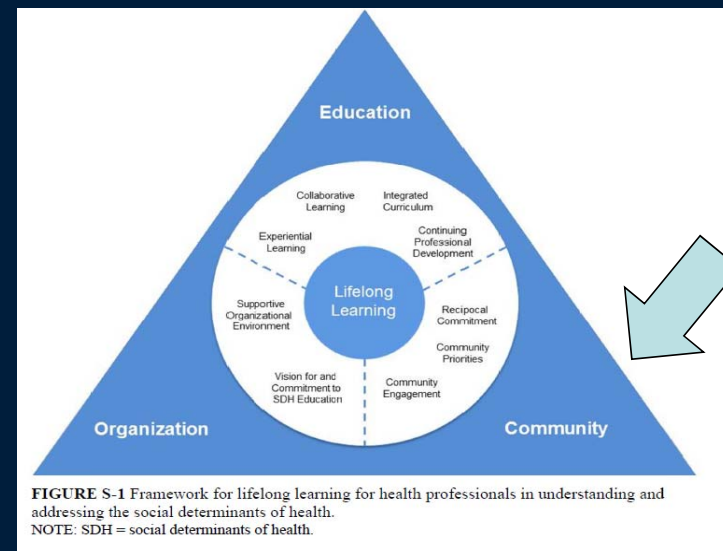 Education
Collaborative
Learning
Integrated
Curriculum
Experiential
Learning
Continuing
Professional
Development
Lifelong
Learning
Supportive
Organizational
Environment
Reciprocal
Commitment
Community
Priorities
Vision for and
Commitment to
SDH Education
Community
Engagement
Organization
Community
FIGURE S-1 Framework for lifelong learning for health professionals in understanding and
addressing the social determinants of health.
NOTE: SDH = social determinants of health.